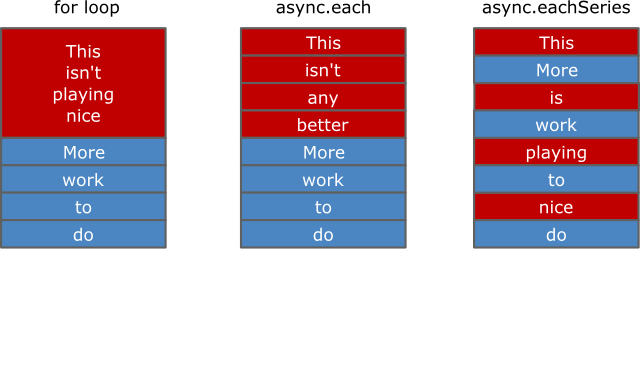 for loop
This
isn't
playing
nice
More
work
to
do
async.each
This
isn't
any
better
More
work
to
do
async.eachSeries
This
More
is
work
playing
to
nice
do